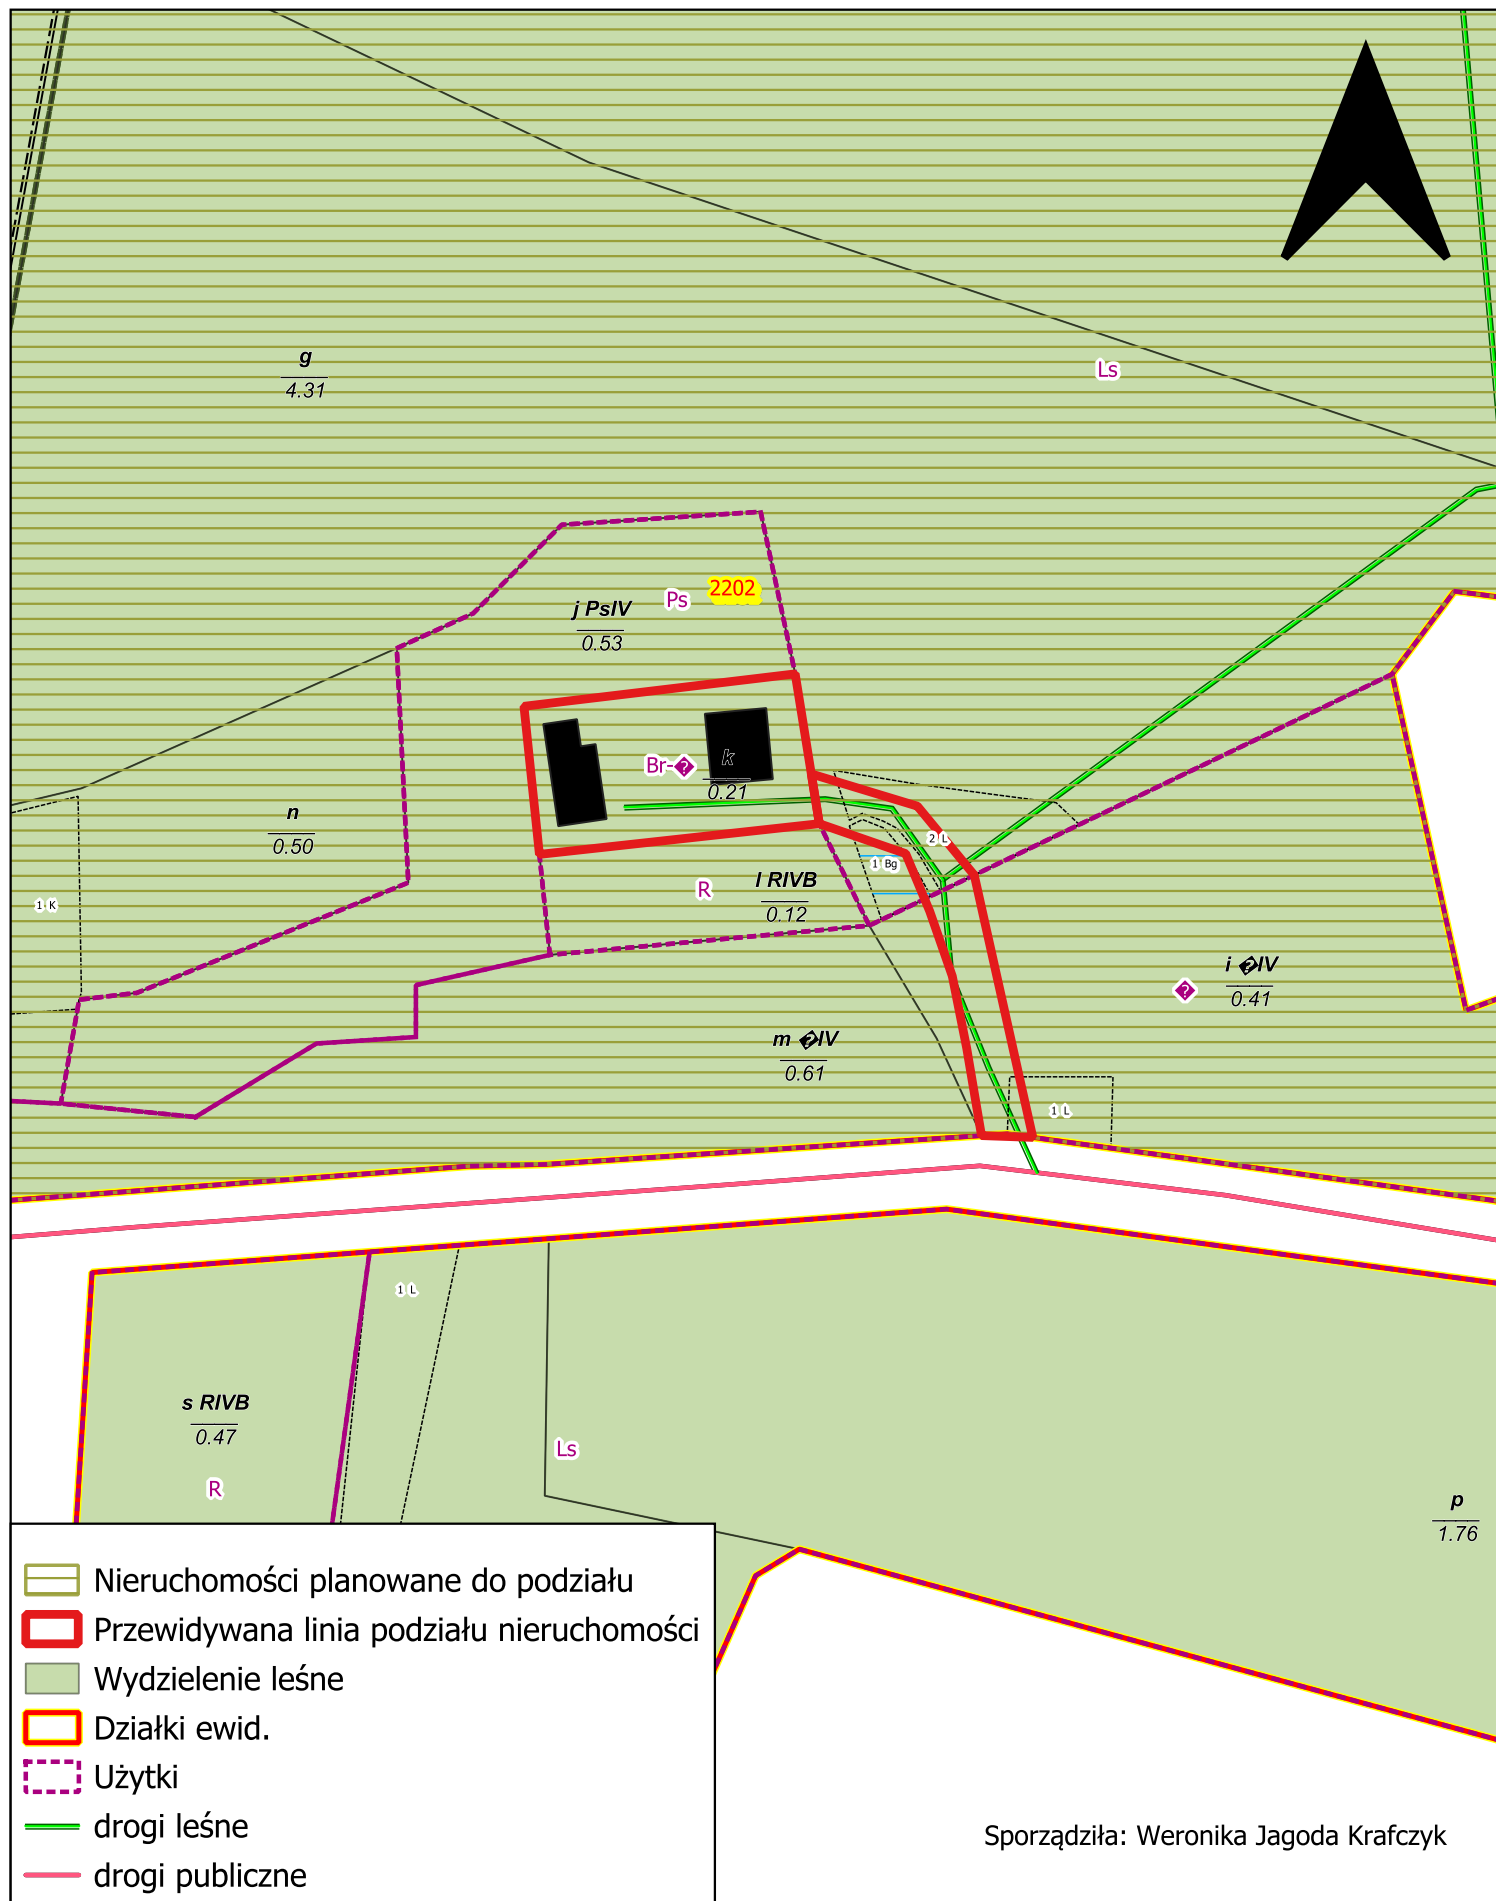 g
4.31
Ls
2202
Ps
j PsIV
0.53
k
Br-�
0.21
n
0.50
2 L
1 Bg
l RIVB
R
0.12
1 K
i �IV
�
0.41
m �IV
0.61
1 L
1 L
s RIVB
0.47
Ls
R
p
1.76
Nieruchomości planowane do podziału
Przewidywana linia podziału nieruchomości
Wydzielenie leśne
Działki ewid.
Użytki
drogi leśne
drogi publiczne
Sporządziła: Weronika Jagoda Krafczyk